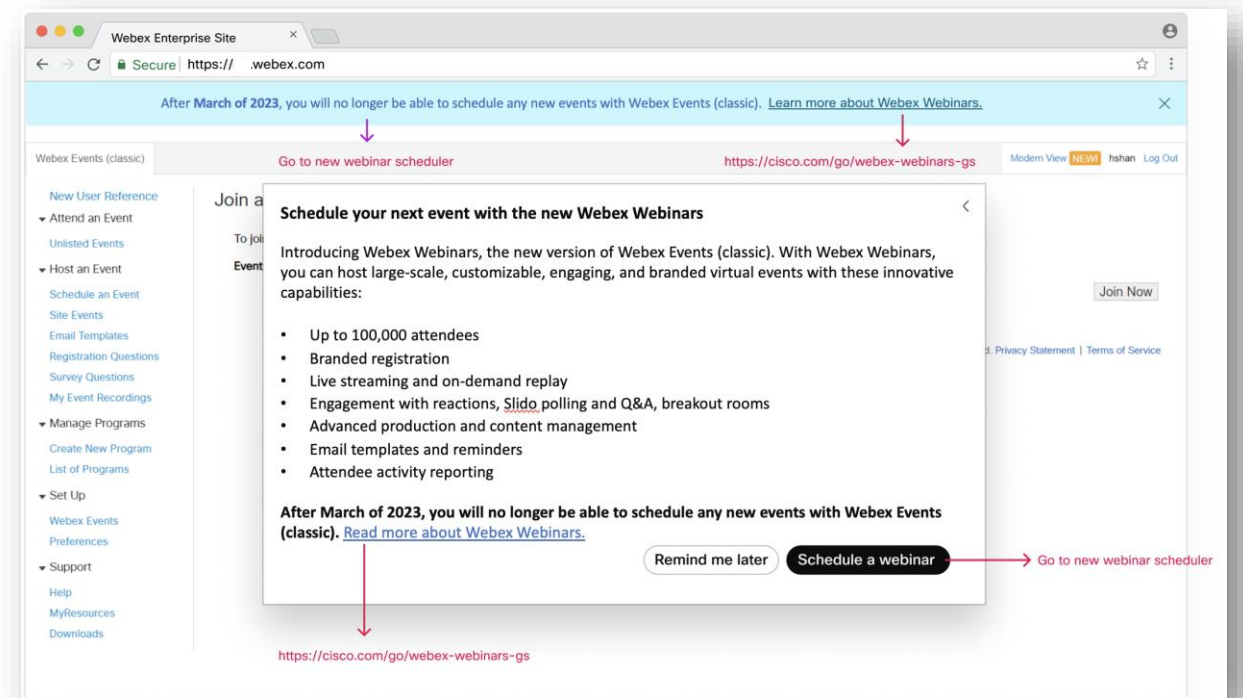 Webex Enterprise Site
Secure https:// .webex.com
After March of 2023, you will no longer be able to schedule any new events with Webex Events (classic). Learn more about Webex Webinars.
Webex Events (classic)
Go to new webinar scheduler
https://cisco.com/go/webex-webinars-gs
Modern View NEW! hshan Log Out
New User Reference
Attend an Event
Unlisted Events
Host an Event
Schedule an Event
Site Events
Email Templates
Registration Questions
Survey Questions
My Event Recordings
Manage Programs
Create New Program
List of Programs
Set Up
Webex Events
Preferences
Support
Help
MyResources
Downloads
Join a
To joi
Event
Schedule your next event with the new Webex Webinars
Introducing Webex Webinars, the new version of Webex Events (classic). With Webex Webinars,
you can host large-scale, customizable, engaging, and branded virtual events with these innovative
capabilities:
• Up to 100,000 attendees
• Branded registration
• Live streaming and on-demand replay
• Engagement with reactions, Slido polling and Q&A, breakout rooms
• Advanced production and content management
• Email templates and reminders
• Attendee activity reporting
After March of 2023, you will no longer be able to schedule any new events with Webex Events
(classic). Read more about Webex Webinars.
Remind me later
Schedule a webinar
Go to new webinar scheduler
https://cisco.com/go/webex-webinars-gs
Join Now
d. Privacy Statement | Terms of Service